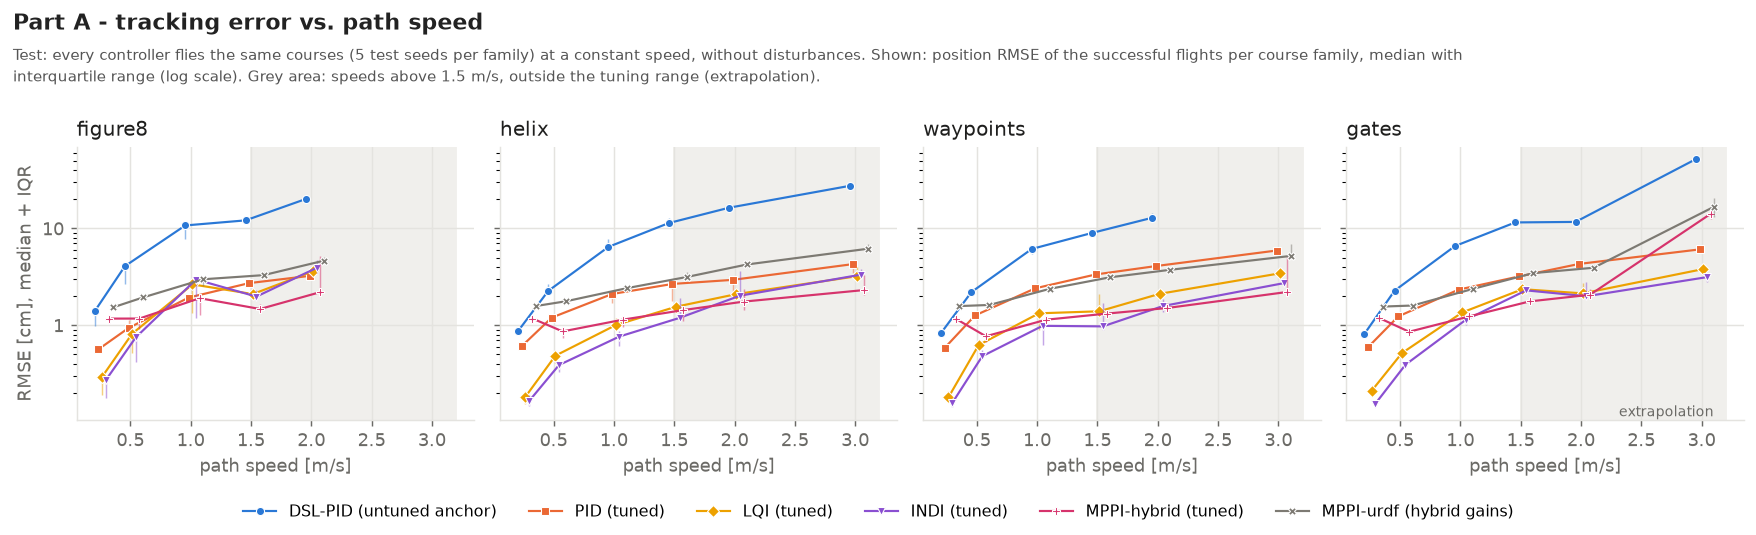 Part A - tracking error vs. path speed
Test: every controller flies the same courses (5 test seeds per family) at a constant speed, without disturbances. Shown: position RMSE of the successful flights per course family, median with
interquartile range (log scale). Grey area: speeds above 1.5 m/s, outside the tuning range (extrapolation).
figure8
helix
waypoints
gates
RMSE [cm], median + IQR
10
1
extrapolation
0.5 1.0 1.5 2.0 2.5 3.0
0.5 1.0 1.5 2.0 2.5 3.0
0.5 1.0 1.5 2.0 2.5 3.0
0.5 1.0 1.5 2.0 2.5 3.0
path speed [m/s]
path speed [m/s]
path speed [m/s]
path speed [m/s]
DSL-PID (untuned anchor)
PID (tuned)
LQI (tuned)
INDI (tuned)
MPPI-hybrid (tuned)
MPPI-urdf (hybrid gains)